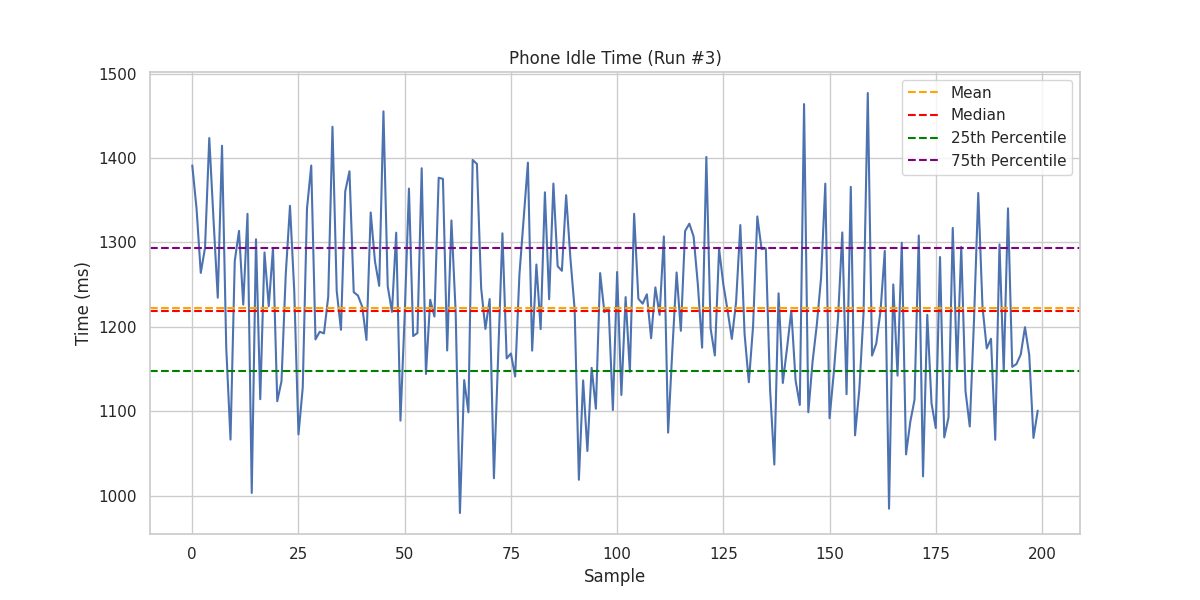 Phone Idle Time (Run #3)
Mean
Median
25th Percentile
75th Percentile
Time (ms)
1500
1400
1300
1200
1100
1000
0
25
50
75
100
125
150
175
200
Sample